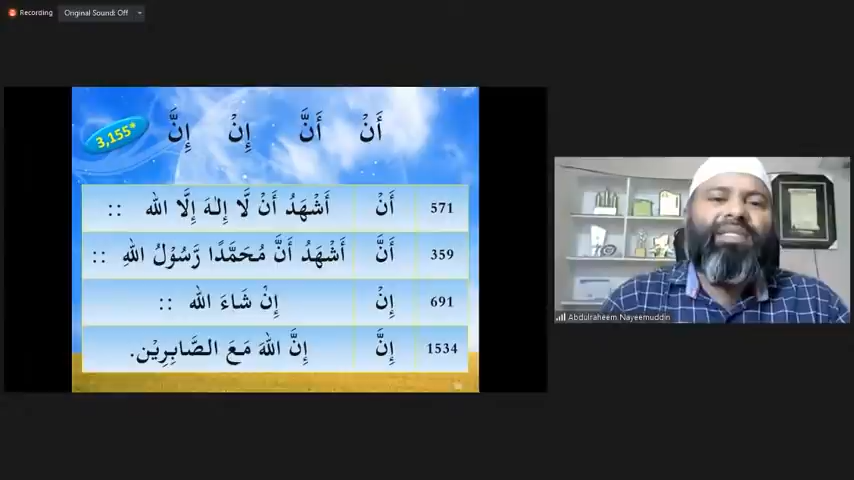 Recording
Original Sound: Off
أَنْ أَنَّ إِنْ إِنَّ
3,155*
571 أَنْ أَشْهَدُ أَنْ لَّا إِلٰهَ إِلَّا الله ::
359 أَنَّ أَشْهَدُ أَنَّ مُحَمَّدًا رَّسُوْلُ اللهِ ::
691 إِنْ إِنْ شَاءَ الله ::
1534 إِنَّ إِنَّ اللهَ مَعَ الصَّابِرِيْن.
Abdulraheem Nayeemuddin